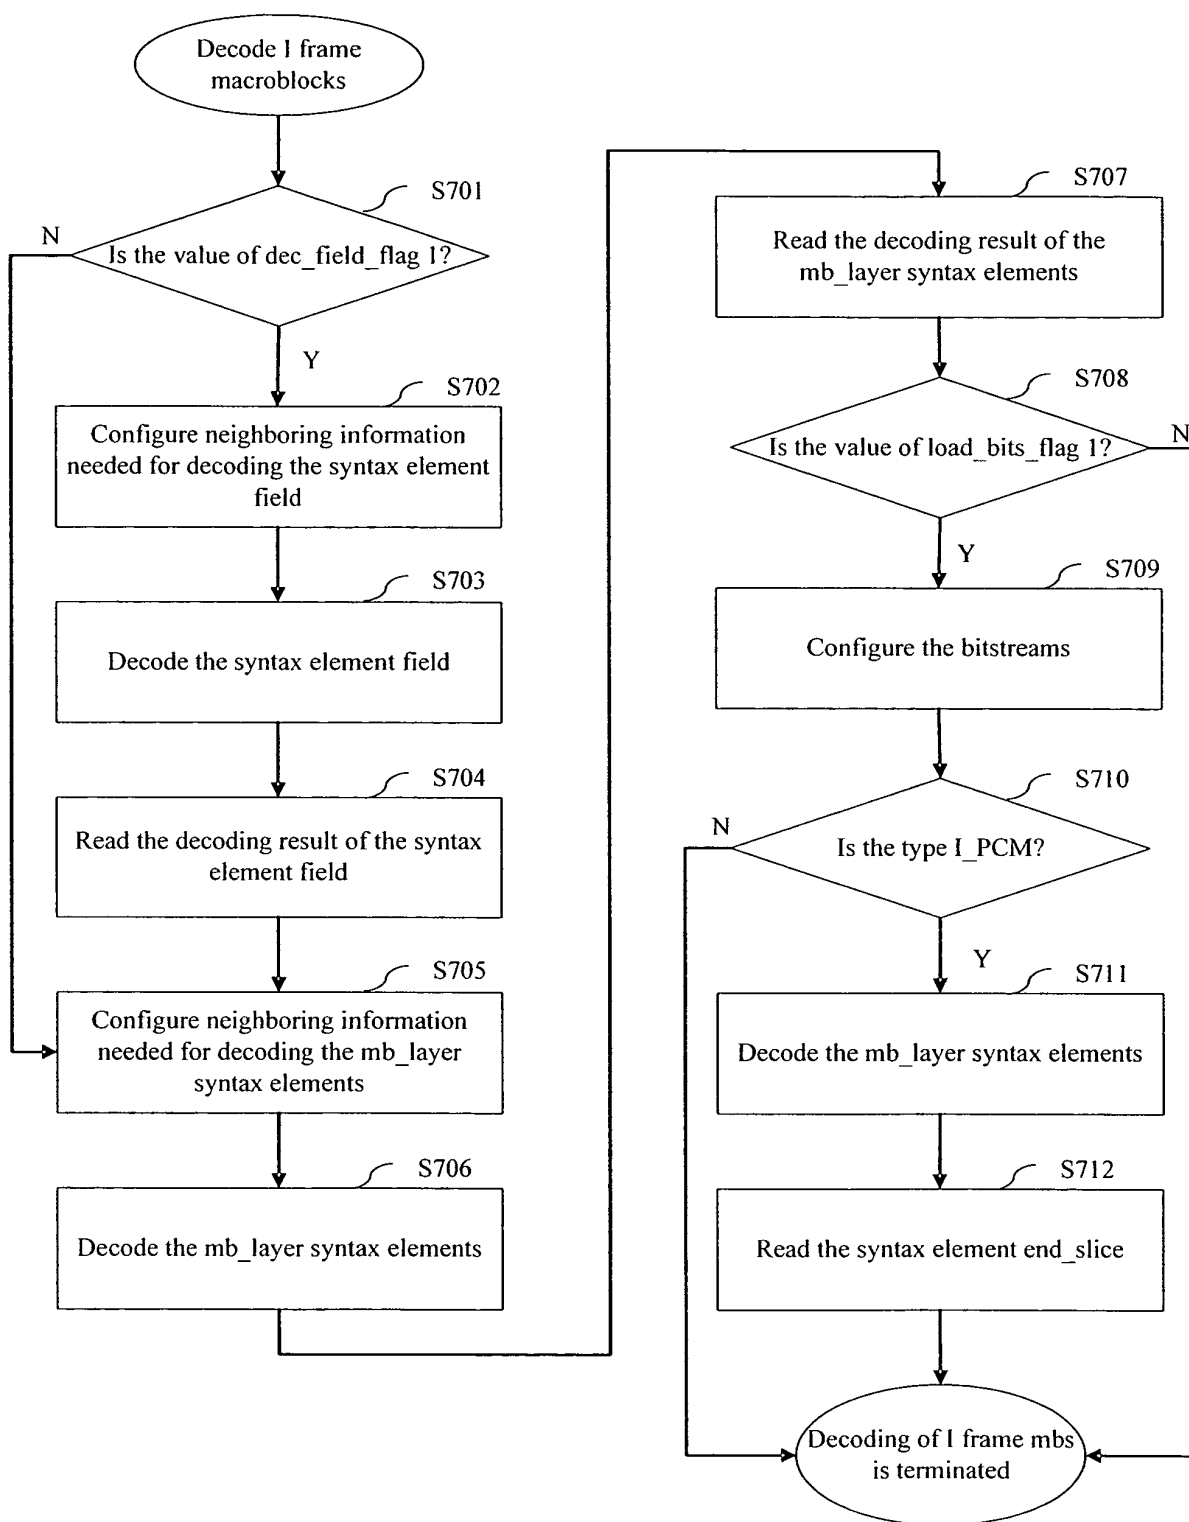 Decode I frame
macroblocks
S701
N
Is the value of dec_field_flag 1?
Y
S702
Configure neighboring information
needed for decoding the syntax element
field
S703
Decode the syntax element field
S704
Read the decoding result of the syntax
element field
S705
Configure neighboring information
needed for decoding the mb_layer
syntax elements
S706
Decode the mb_layer syntax elements
S707
Read the decoding result of the
mb_layer syntax elements
S708
N
Is the value of load_bits_flag 1?
Y
S709
Configure the bitstreams
S710
N
Is the type I_PCM?
Y
S711
Decode the mb_layer syntax elements
S712
Read the syntax element end_slice
Decoding of I frame mbs
is terminated